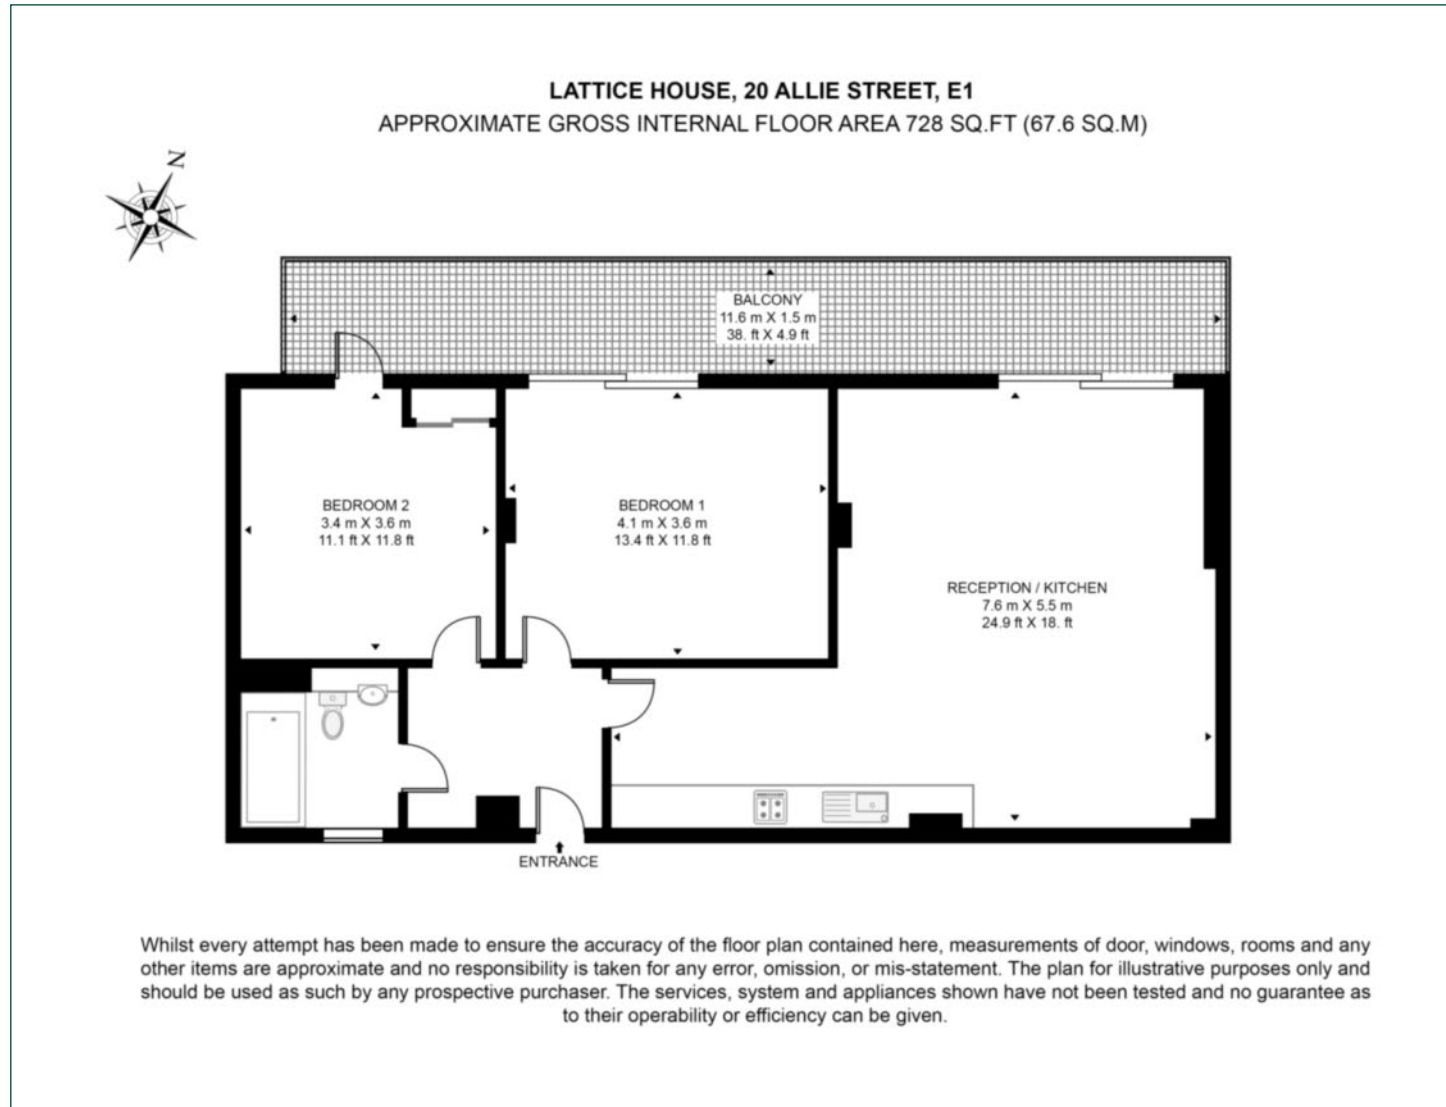 LATTICE HOUSE, 20 ALLIE STREET, E1
APPROXIMATE GROSS INTERNAL FLOOR AREA 728 SQ.FT (67.6 SQ.M)
N
BALCONY
11.6 m X 1.5 m
38. ft X 4.9 ft
BEDROOM 2
3.4 m X 3.6 m
11.1 ft X 11.8 ft
BEDROOM 1
4.1 m X 3.6 m
13.4 ft X 11.8 ft
RECEPTION / KITCHEN
7.6 m X 5.5 m
24.9 ft X 18. ft
ENTRANCE
Whilst every attempt has been made to ensure the accuracy of the floor plan contained here, measurements of door, windows, rooms and any
other items are approximate and no responsibility is taken for any error, omission, or mis-statement. The plan for illustrative purposes only and
should be used as such by any prospective purchaser. The services, system and appliances shown have not been tested and no guarantee as
to their operability or efficiency can be given.